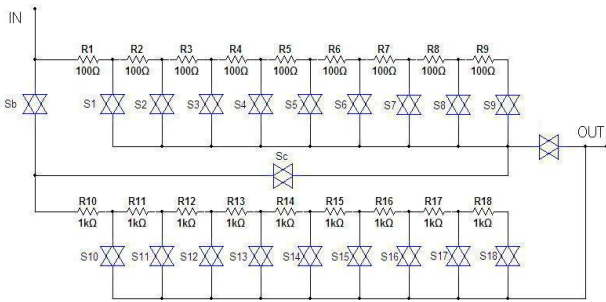 IN
R1 R2 R3 R4 R5 R6 R7 R8 R9
100Ω 100Ω 100Ω 100Ω 100Ω 100Ω 100Ω 100Ω 100Ω
Sb S1 S2 S3 S4 S5 S6 S7 S8 S9
OUT
Sc
R10 R11 R12 R13 R14 R15 R16 R17 R18
1kΩ 1kΩ 1kΩ 1kΩ 1kΩ 1kΩ 1kΩ 1kΩ 1kΩ
S10 S11 S12 S13 S14 S15 S16 S17 S18